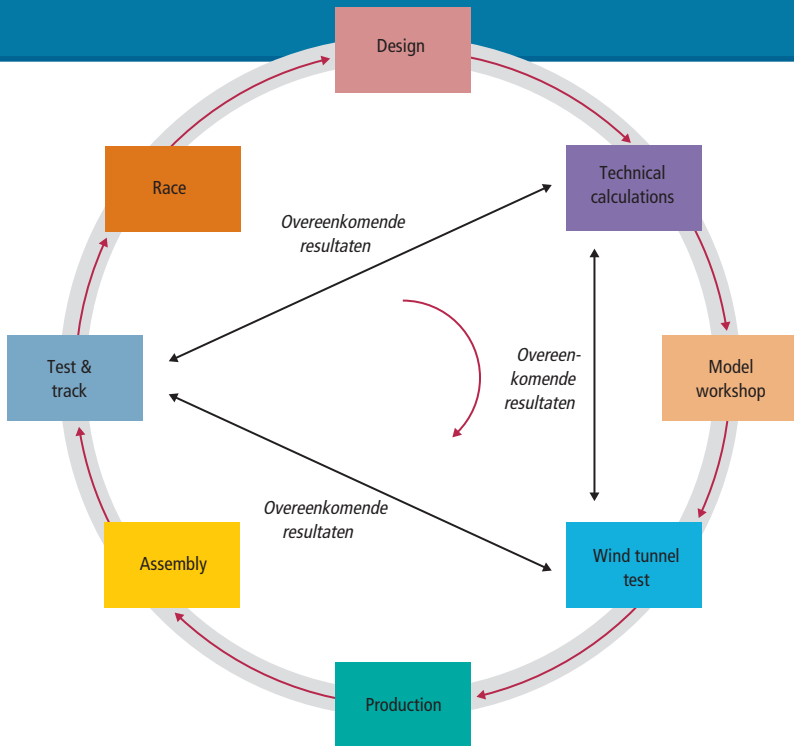 Design
Technical
calculations
Race
Overeenkomende
resultaten
Overeen-
komende
resultaten
Test &
track
Model
workshop
Overeenkomende
resultaten
Assembly
Wind tunnel
test
Production